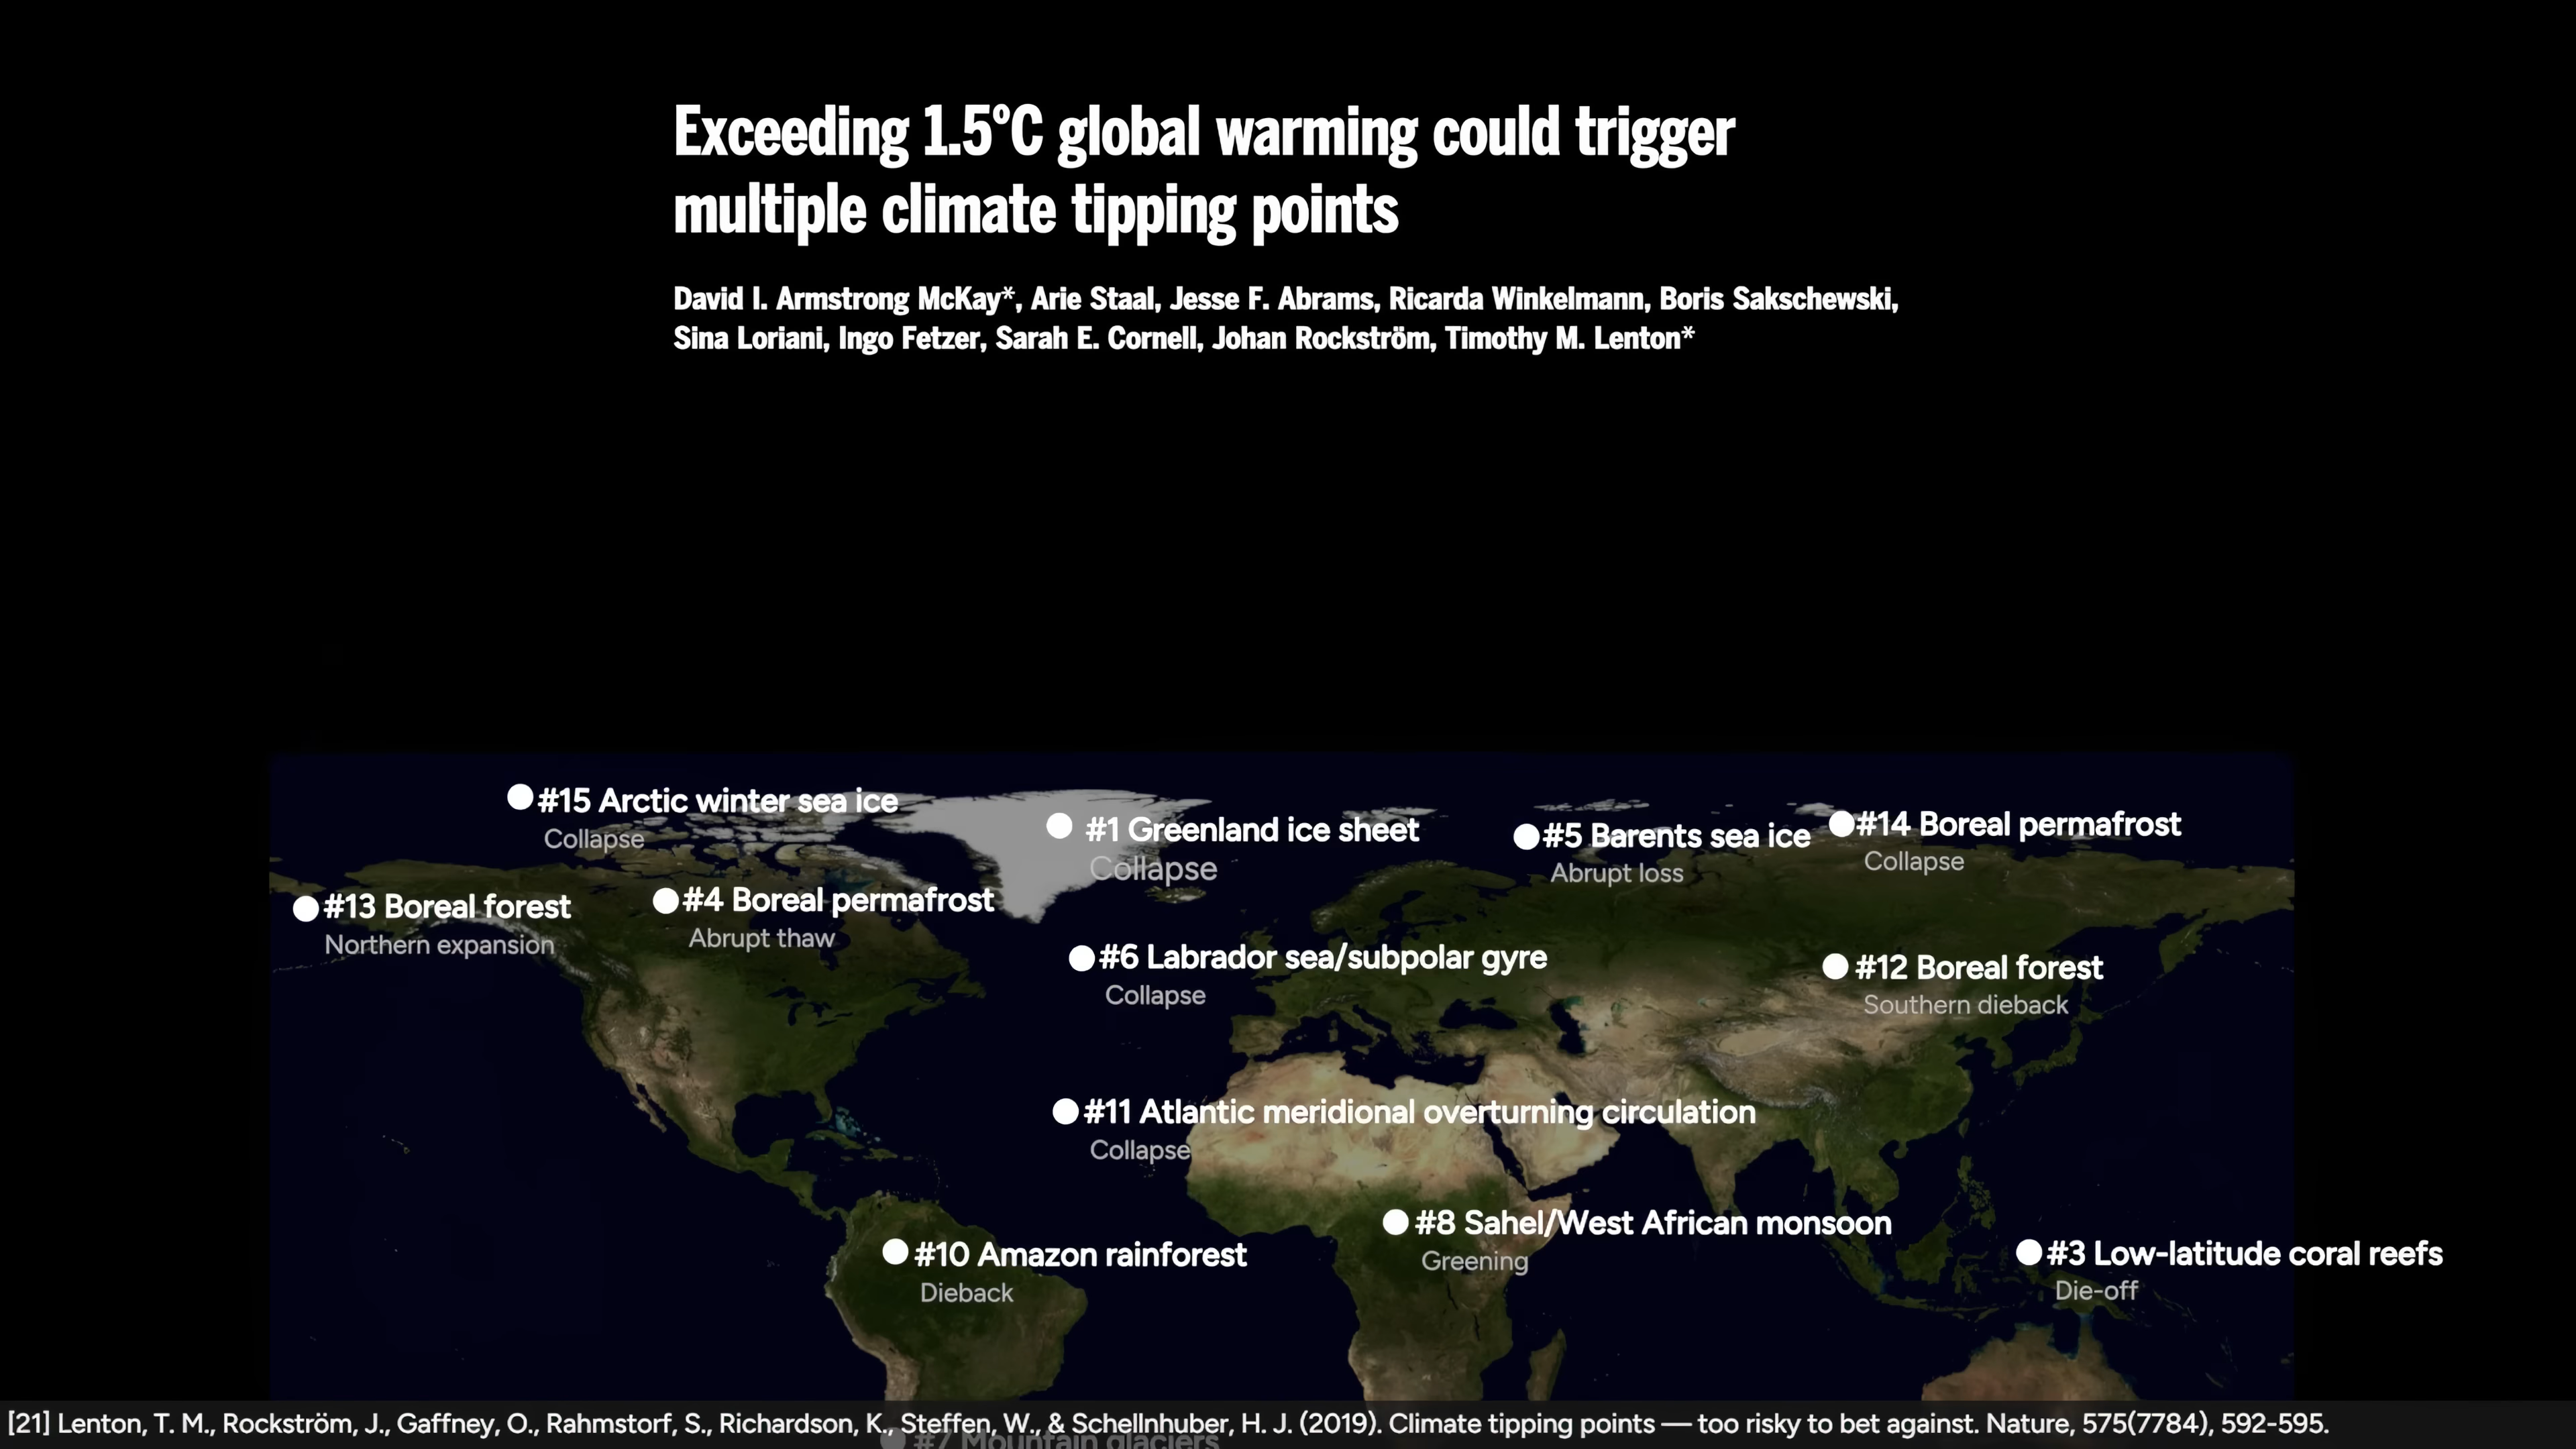 Exceeding 1.5°C global warming could trigger
multiple climate tipping points
David I. Armstrong McKay*, Arie Staal, Jesse F. Abrams, Ricarda Winkelmann, Boris Sakschewski,
Sina Loriani, Ingo Fetzer, Sarah E. Cornell, Johan Rockström, Timothy M. Lenton*
#15 Arctic winter sea ice
Collapse
#1 Greenland ice sheet
Collapse
#5 Barents sea ice
Abrupt loss
#14 Boreal permafrost
Collapse
#13 Boreal forest
Northern expansion
#4 Boreal permafrost
Abrupt thaw
#6 Labrador sea/subpolar gyre
Collapse
#12 Boreal forest
Southern dieback
#11 Atlantic meridional overturning circulation
Collapse
#8 Sahel/West African monsoon
Greening
#10 Amazon rainforest
Dieback
#3 Low-latitude coral reefs
Die-off
[21] Lenton, T. M., Rockström, J., Gaffney, O., Rahmstorf, S., Richardson, K., Steffen, W., & Schellnhuber, H. J. (2019). Climate tipping points — too risky to bet against. Nature, 575(7784), 592-595.
#7 Mountain glaciers